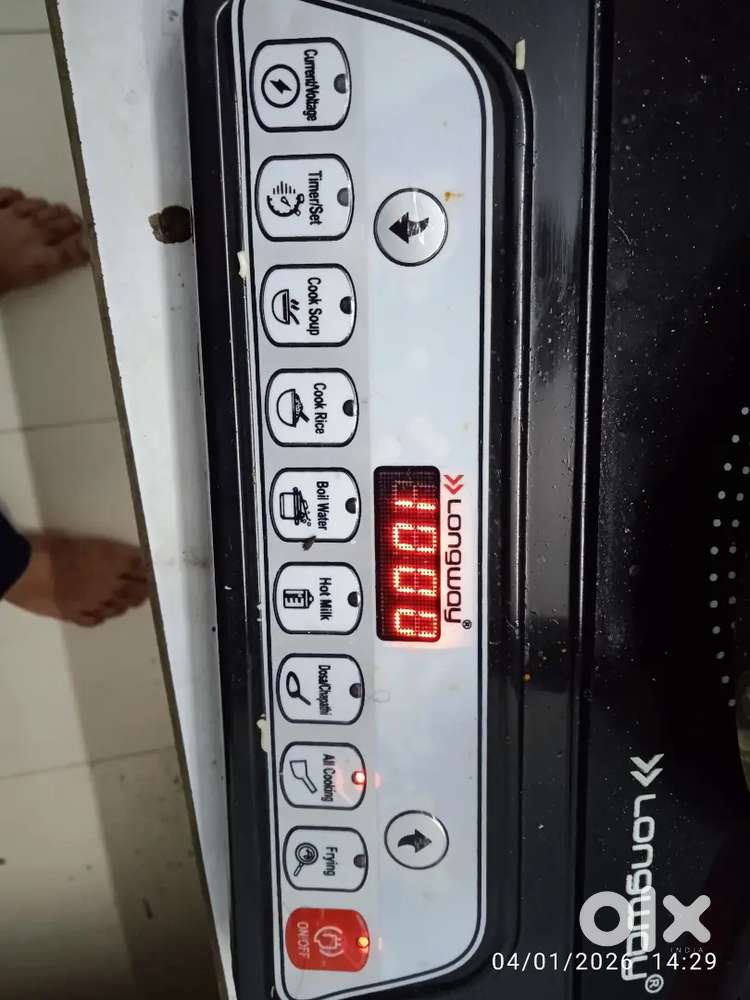 LONGWAY®
LONGWAY®
1000
Current/Voltage
Timer/Set
Cook Soup
Cook Rice
Boil Water
Hot Milk
Dosa/Chapathi
All Cooking
Frying
ON/OFF
olx
INDIA
04/01/2026 14:29